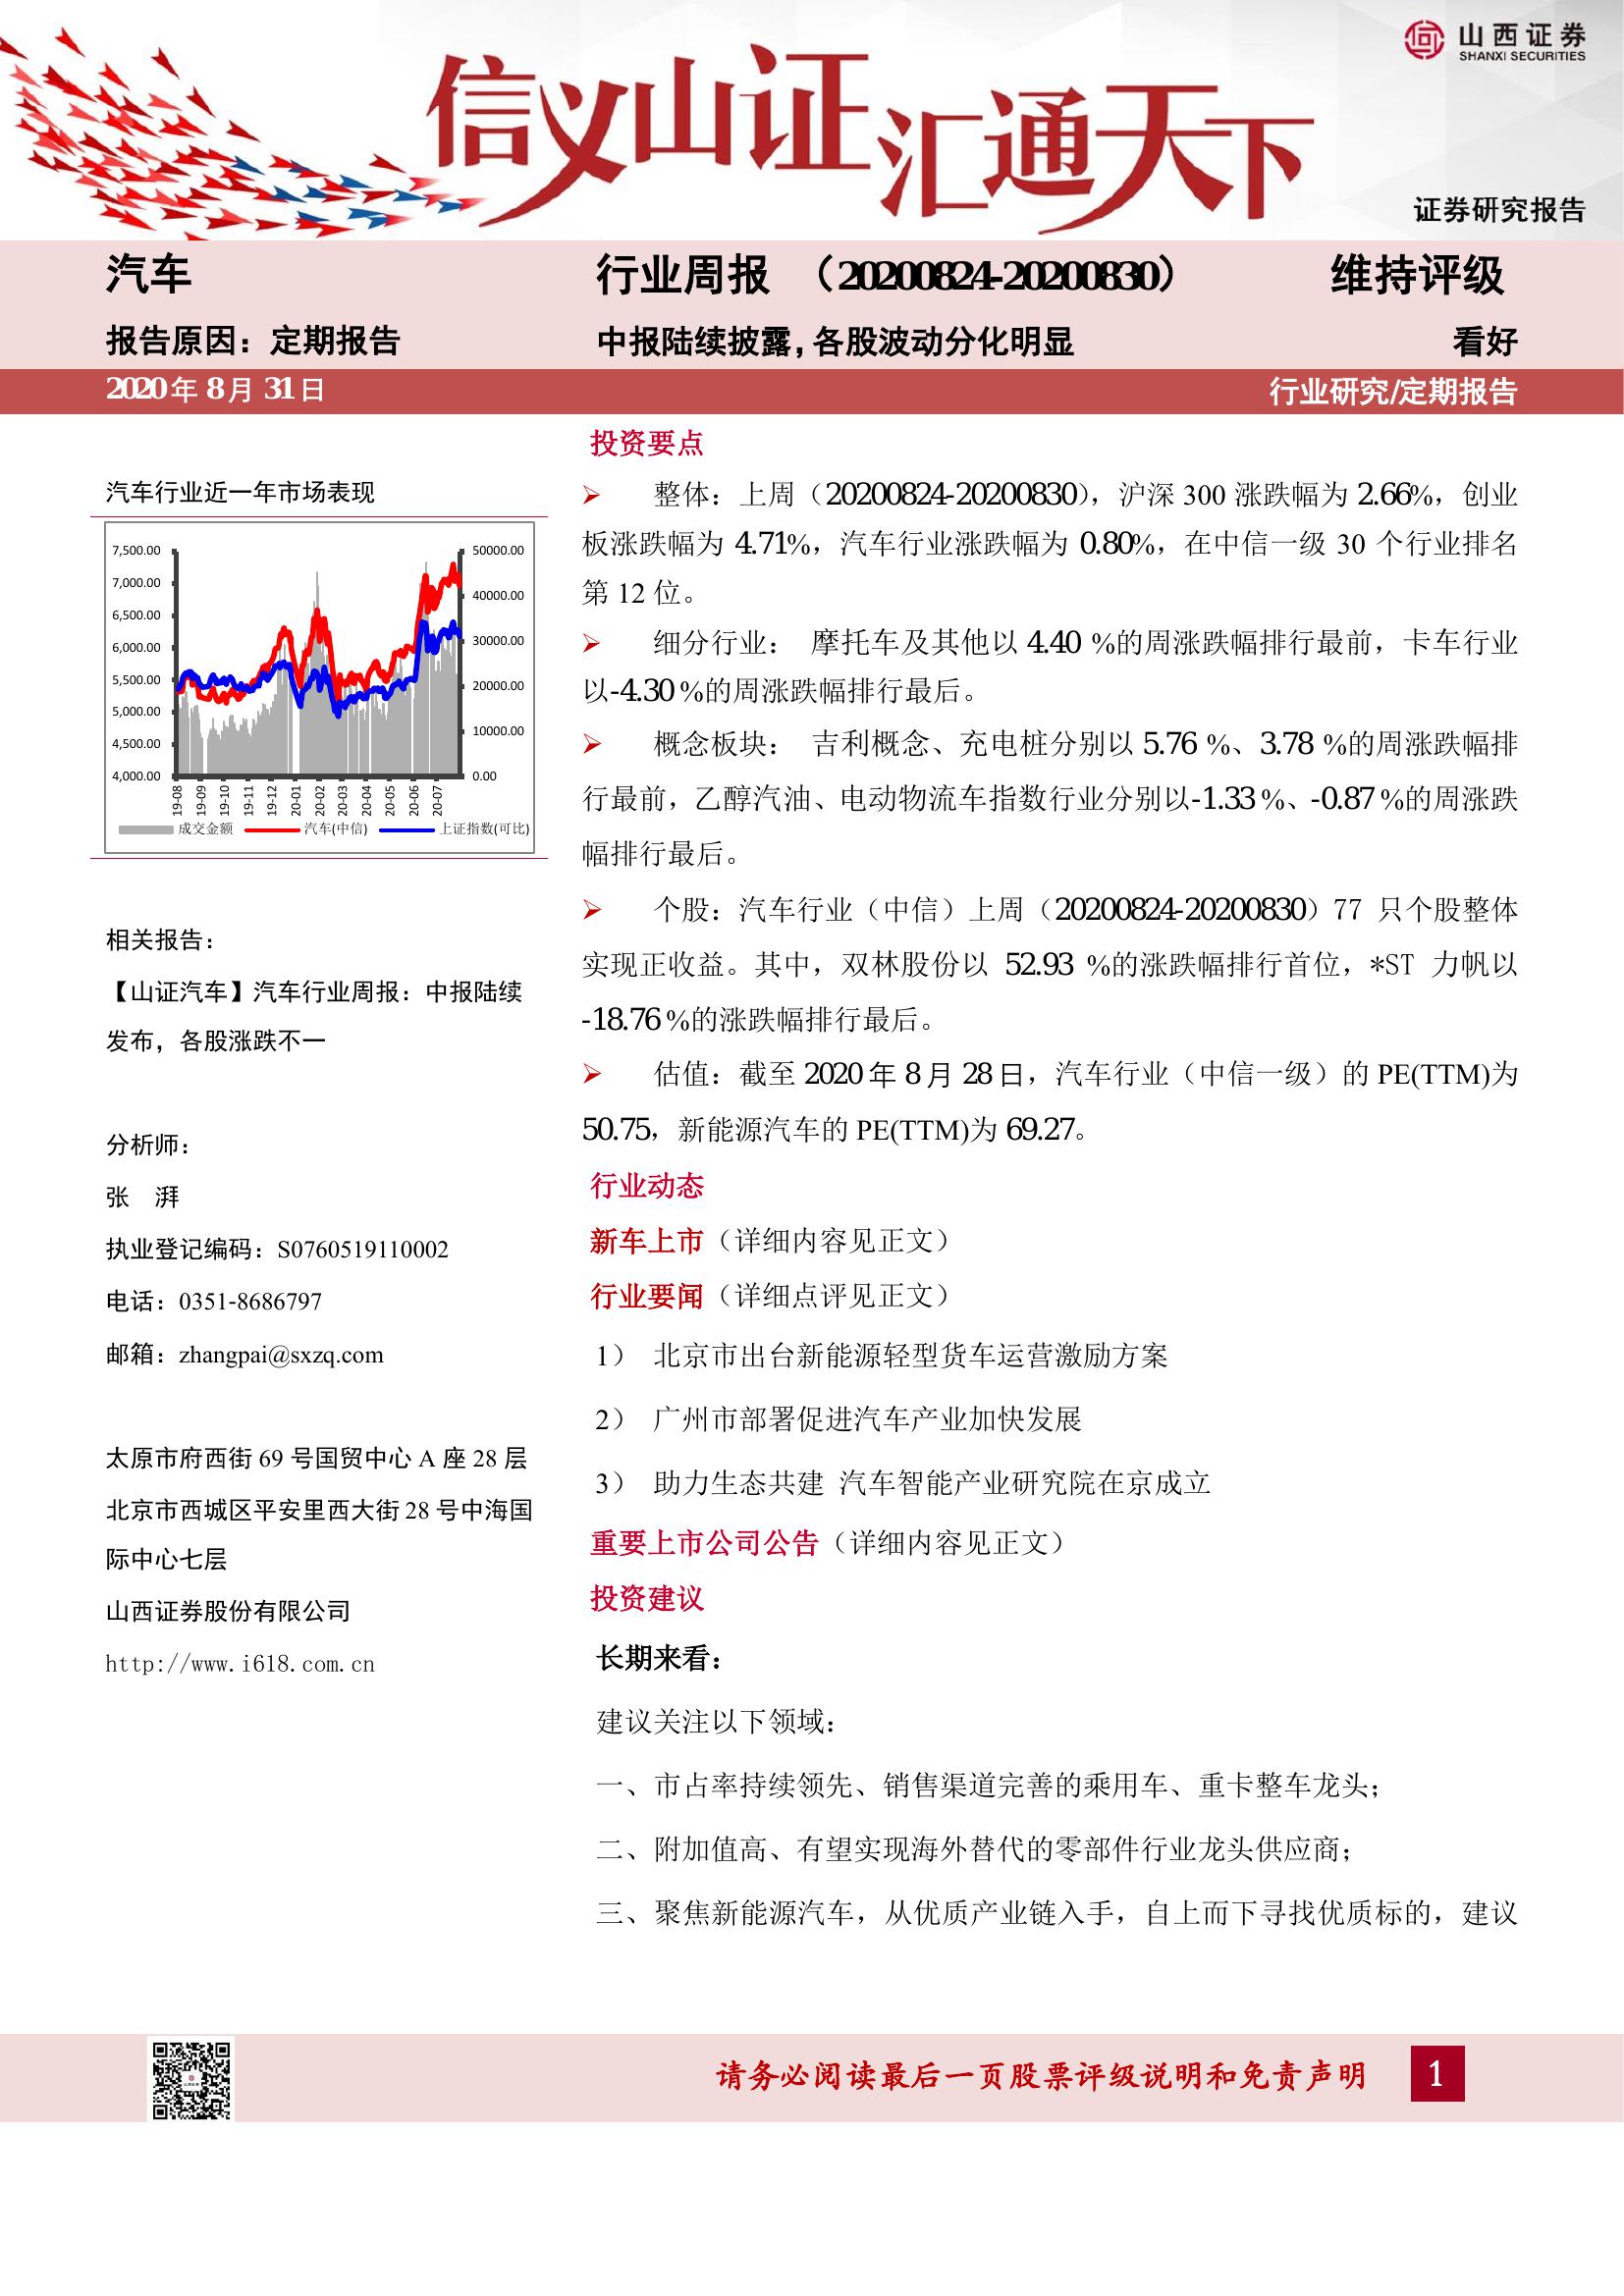 山西证券
SHANXI SECURITIES
信义山证汇通天下
证券研究报告
汽车
行业周报 （20200824-20200830）
维持评级
报告原因：定期报告
中报陆续披露，各股波动分化明显
看好
2020 年 8 月 31 日
行业研究/定期报告
汽车行业近一年市场表现
7,500.00
7,000.00
6,500.00
6,000.00
5,500.00
5,000.00
4,500.00
4,000.00
50000.00
40000.00
30000.00
20000.00
10000.00
0.00
19-08
19-09
19-10
19-11
19-12
20-01
20-02
20-03
20-04
20-05
20-06
20-07
成交金额 汽车(中信) 上证指数(可比)
相关报告：
【山证汽车】汽车行业周报：中报陆续
发布，各股涨跌不一
分析师：
张 湃
执业登记编码：S0760519110002
电话：0351-8686797
邮箱：zhangpai@sxzq.com
太原市府西街 69 号国贸中心 A 座 28 层
北京市西城区平安里西大街 28 号中海国
际中心七层
山西证券股份有限公司
http://www.i618.com.cn
投资要点
➢ 整体：上周（20200824-20200830），沪深 300 涨跌幅为 2.66%，创业
板涨跌幅为 4.71%，汽车行业涨跌幅为 0.80%，在中信一级 30 个行业排名
第 12 位。
➢ 细分行业： 摩托车及其他以 4.40 %的周涨跌幅排行最前，卡车行业
以-4.30 %的周涨跌幅排行最后。
➢ 概念板块： 吉利概念、充电桩分别以 5.76 %、3.78 %的周涨跌幅排
行最前，乙醇汽油、电动物流车指数行业分别以-1.33 %、-0.87 %的周涨跌
幅排行最后。
➢ 个股：汽车行业（中信）上周（20200824-20200830）77 只个股整体
实现正收益。其中，双林股份以 52.93 %的涨跌幅排行首位，*ST 力帆以
-18.76 %的涨跌幅排行最后。
➢ 估值：截至 2020 年 8 月 28 日，汽车行业（中信一级）的 PE(TTM)为
50.75，新能源汽车的 PE(TTM)为 69.27。
行业动态
新车上市（详细内容见正文）
行业要闻（详细点评见正文）
1） 北京市出台新能源轻型货车运营激励方案
2） 广州市部署促进汽车产业加快发展
3） 助力生态共建 汽车智能产业研究院在京成立
重要上市公司公告（详细内容见正文）
投资建议
长期来看：
建议关注以下领域：
一、市占率持续领先、销售渠道完善的乘用车、重卡整车龙头；
二、附加值高、有望实现海外替代的零部件行业龙头供应商；
三、聚焦新能源汽车，从优质产业链入手，自上而下寻找优质标的，建议
请务必阅读最后一页股票评级说明和免责声明
1